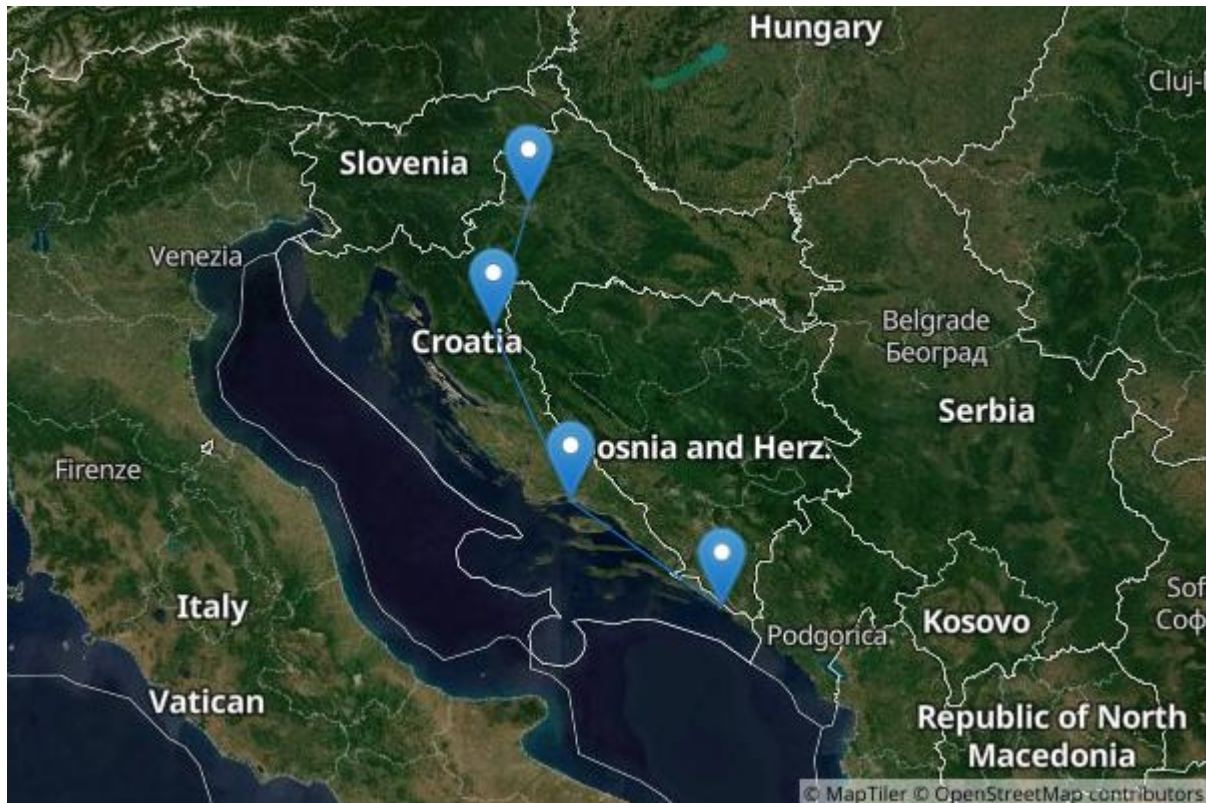 Hungary
Cluj-
Slovenia
Venezia
Croatia
Belgrade
Београд
Serbia
osnia and Herz.
Firenze
Italy
Sof
Соф
Kosovo
Podgorica
Vatican
Republic of North
Macedonia
© MapTiler © OpenStreetMap contributors